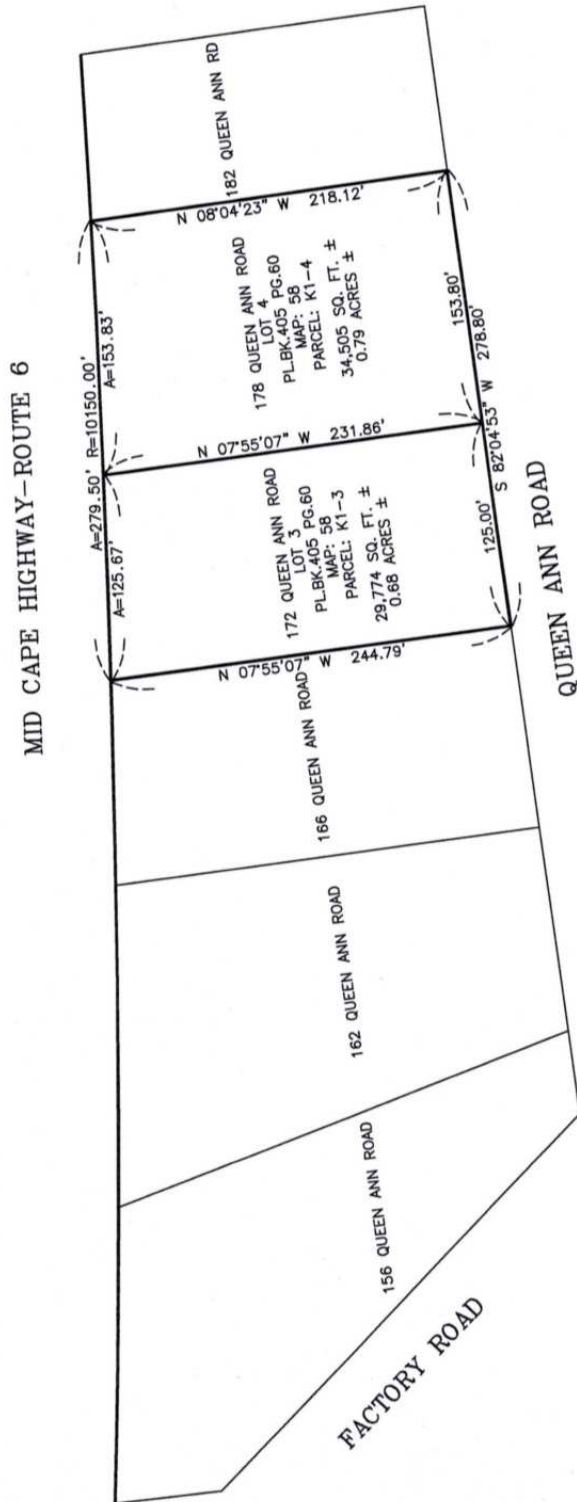 MID CAPE HIGHWAY-ROUTE 6
A=279.50' R=10150.00'
A=125.67'
A=153.83'
182 QUEEN ANN RD
N 08°04'23" W 218.12'
178 QUEEN ANN ROAD
LOT 4
PL.BK.405 PG.60
MAP: 58
PARCEL: K1-4
34,505 SQ. FT. ±
0.79 ACRES ±
N 07°55'07" W 231.86'
172 QUEEN ANN ROAD
LOT 3
PL.BK.405 PG.60
MAP: 58
PARCEL: K1-3
29,774 SQ. FT. ±
0.68 ACRES ±
N 07°55'07" W 244.79'
153.80'
S 82°04'53" W 278.80'
125.00'
166 QUEEN ANN ROAD
162 QUEEN ANN ROAD
156 QUEEN ANN ROAD
QUEEN ANN ROAD
FACTORY ROAD